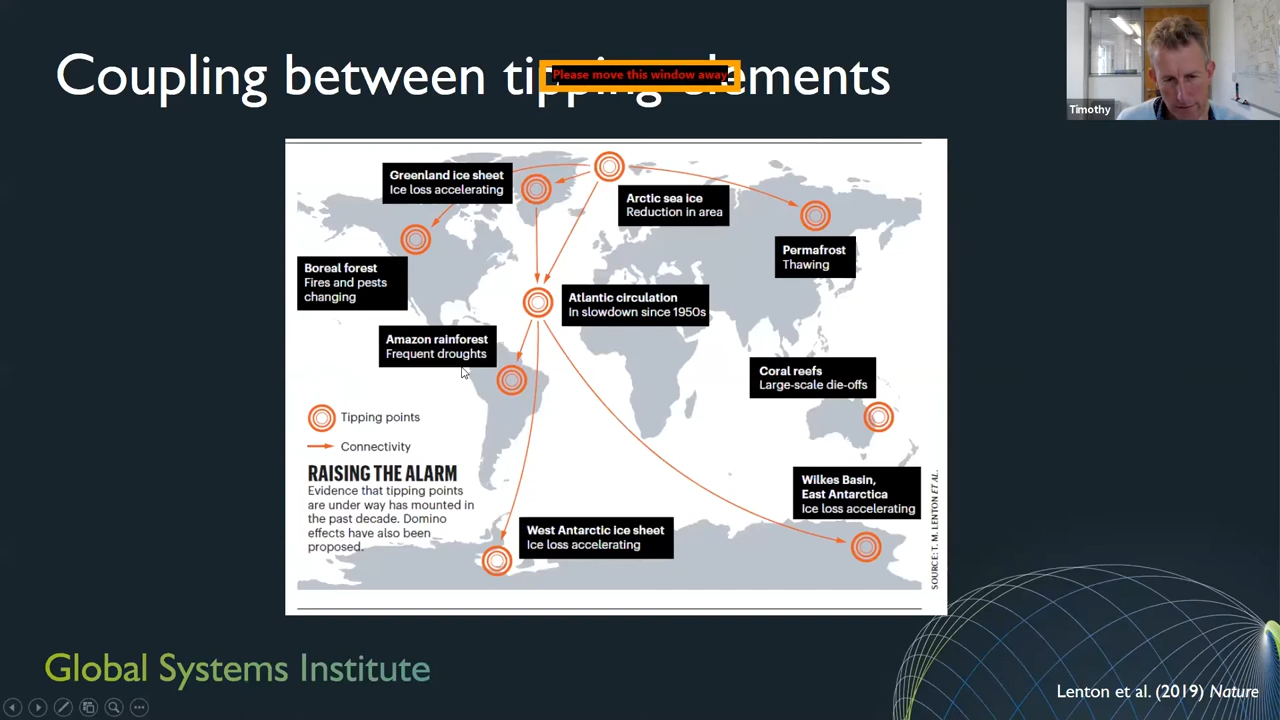 Coupling between tipping elements
Please move this window away
Timothy
Greenland ice sheet
Ice loss accelerating
Arctic sea ice
Reduction in area
Permafrost
Thawing
Boreal forest
Fires and pests
changing
Atlantic circulation
In slowdown since 1950s
Amazon rainforest
Frequent droughts
Coral reefs
Large-scale die-offs
Tipping points
Connectivity
RAISING THE ALARM
Evidence that tipping points
are under way has mounted in
the past decade. Domino
effects have also been
proposed.
Wilkes Basin,
East Antarctica
Ice loss accelerating
West Antarctic ice sheet
Ice loss accelerating
SOURCE: T. M. LENTON ET AL.
Global Systems Institute
Lenton et al. (2019) Nature